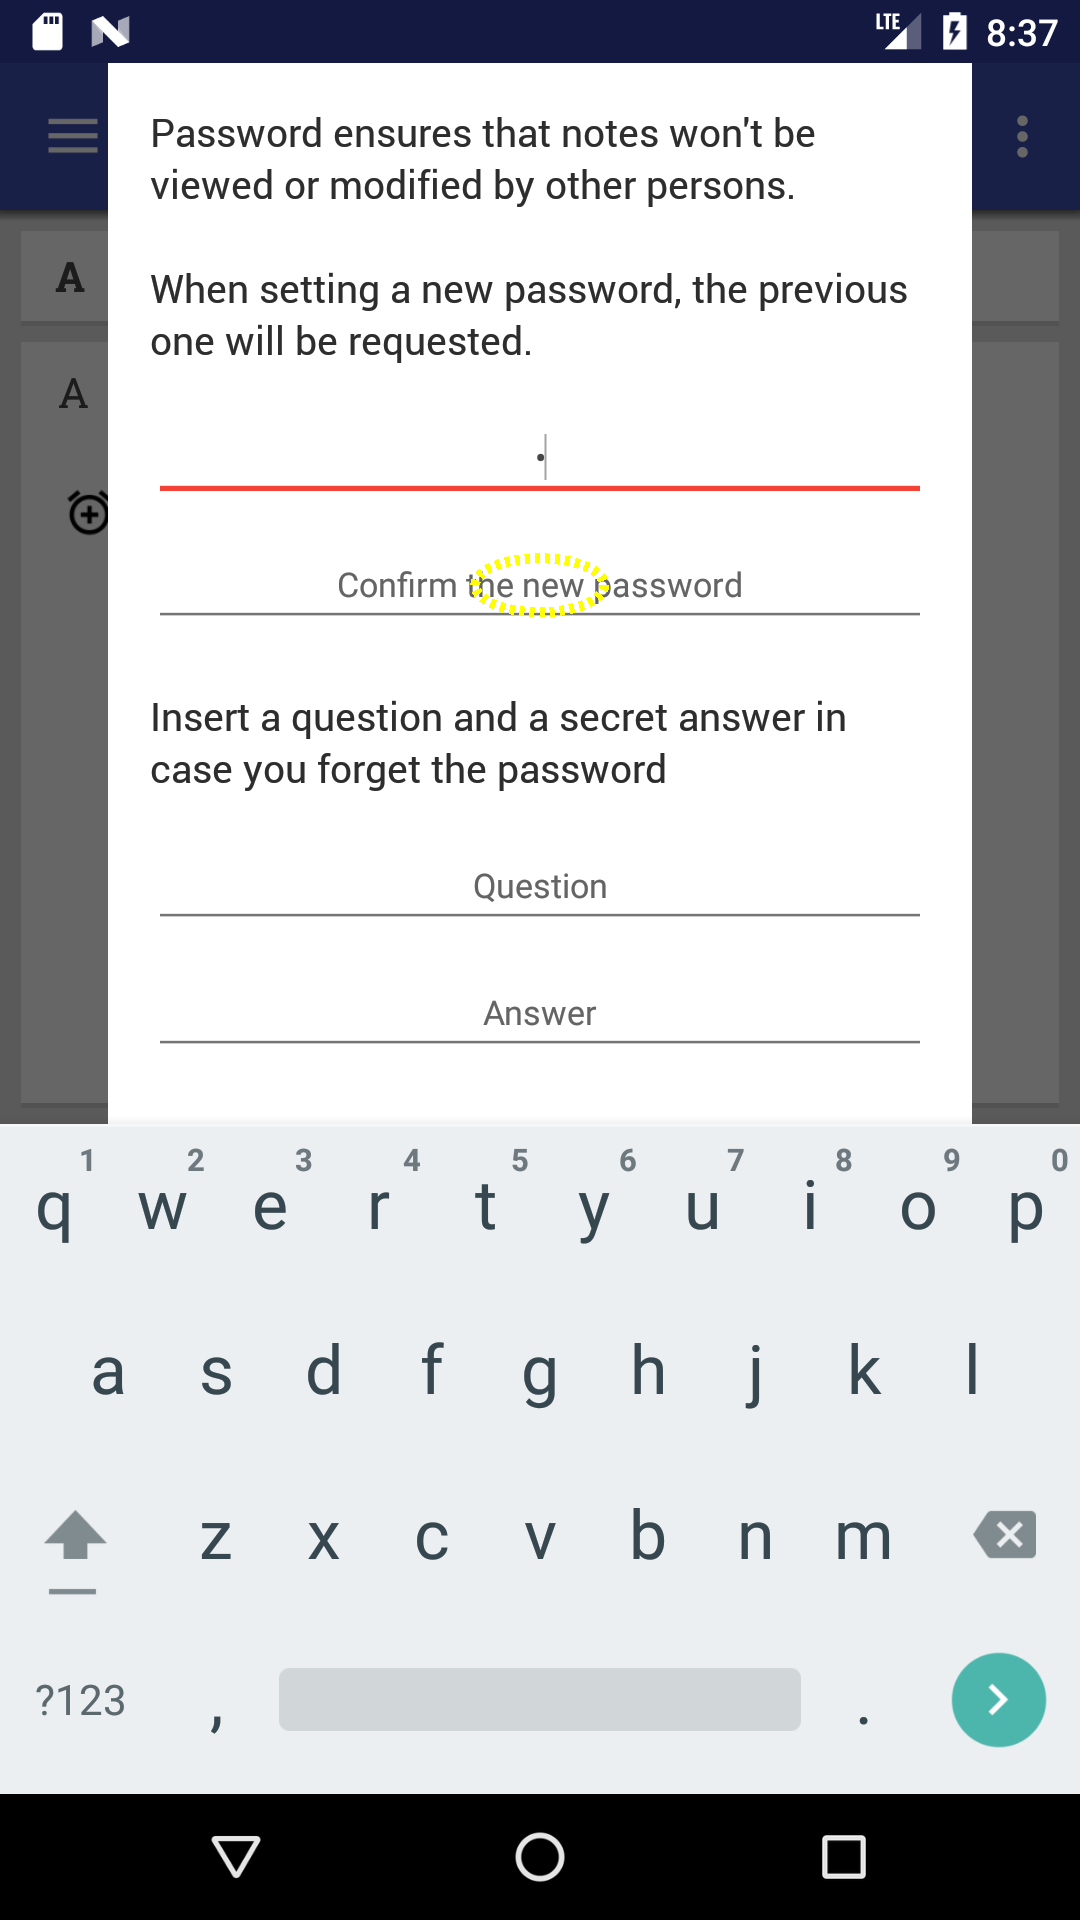 LTE 8:37
Password ensures that notes won't be
viewed or modified by other persons.
When setting a new password, the previous
one will be requested.
A
A
•
Confirm the new password
Insert a question and a secret answer in
case you forget the password
Question
Answer
1 2 3 4 5 6 7 8 9 0
q w e r t y u i o p
a s d f g h j k l
z x c v b n m
?123 , .